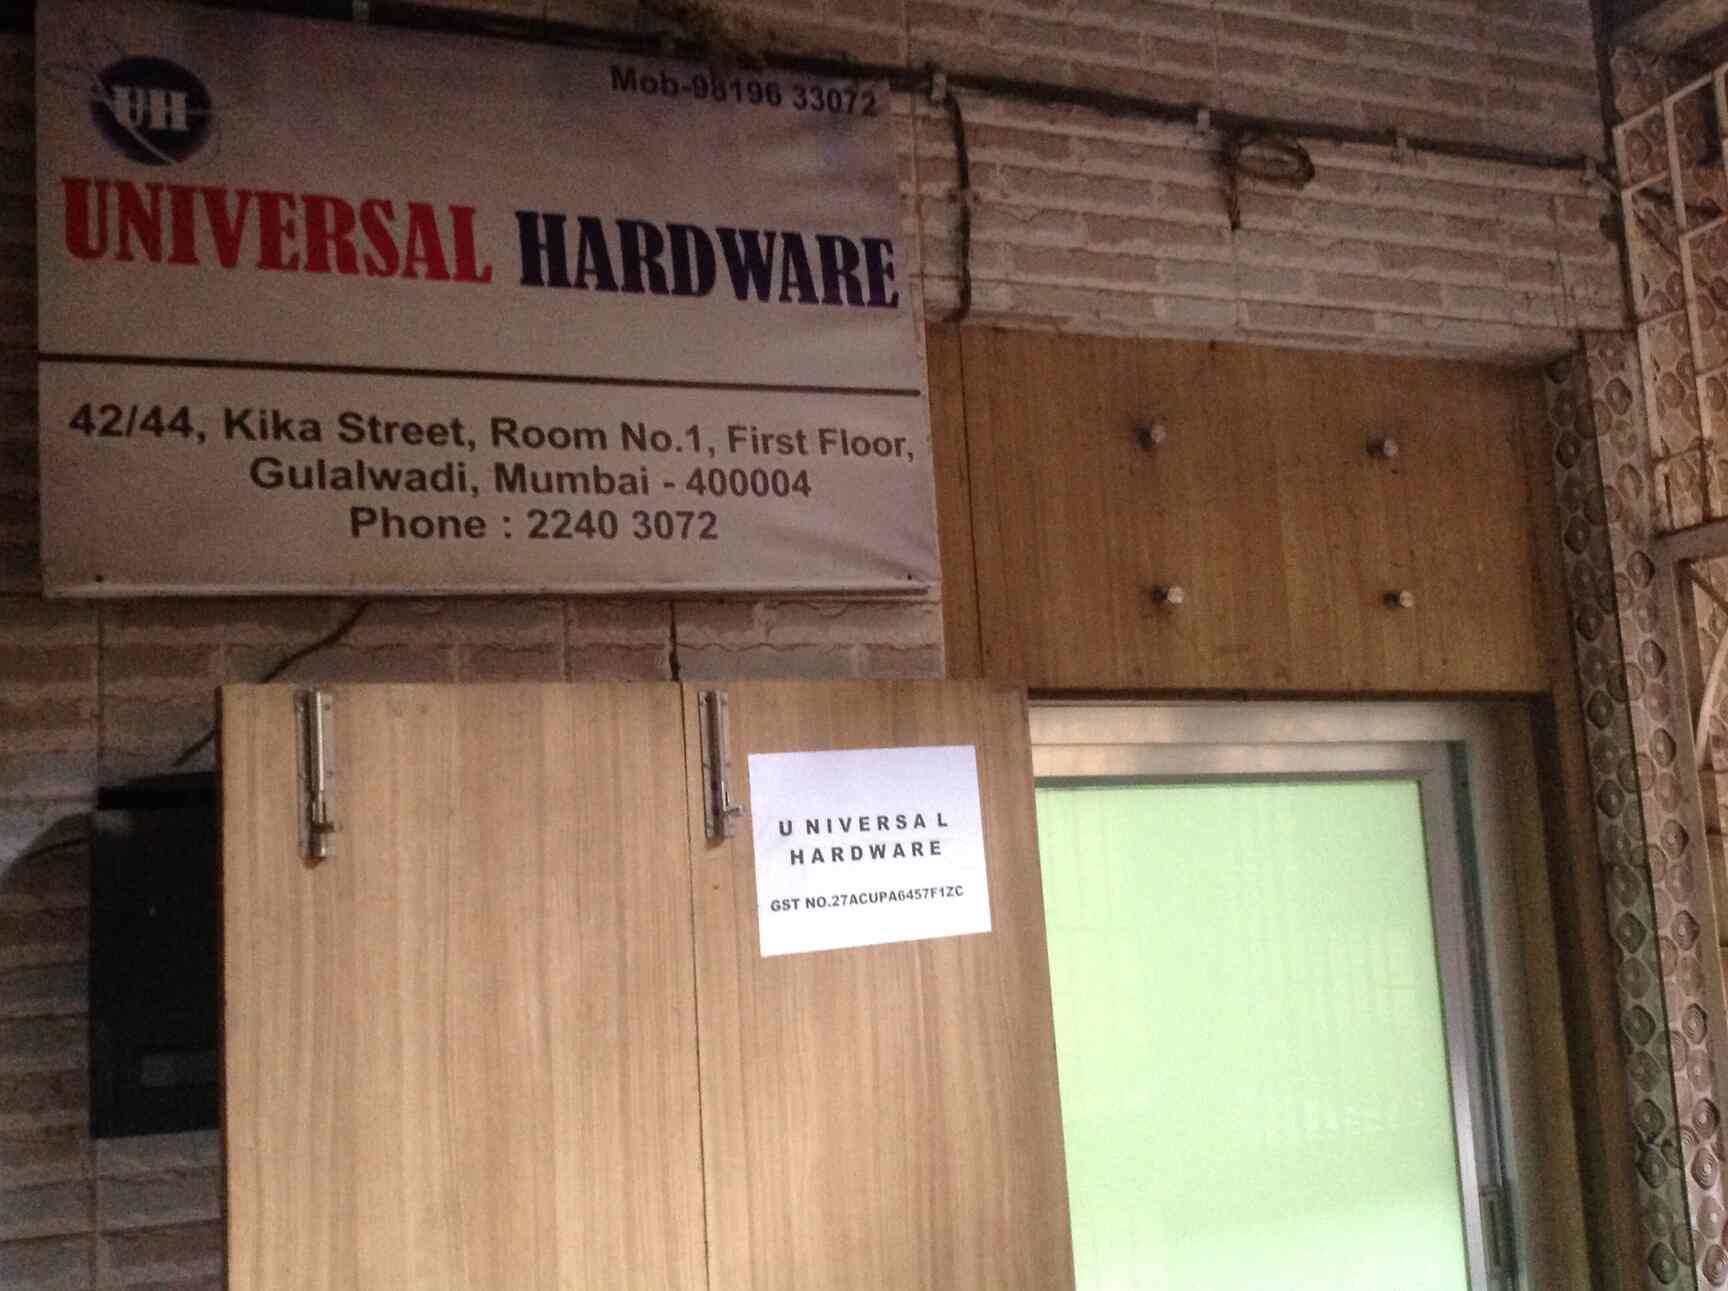 UH
Mob-98196 33072
UNIVERSAL HARDWARE
42/44, Kika Street, Room No.1, First Floor,
Gulalwadi, Mumbai - 400004
Phone : 2240 3072
UNIVERSAL
HARDWARE
GST NO.27ACUPA6457F1ZC